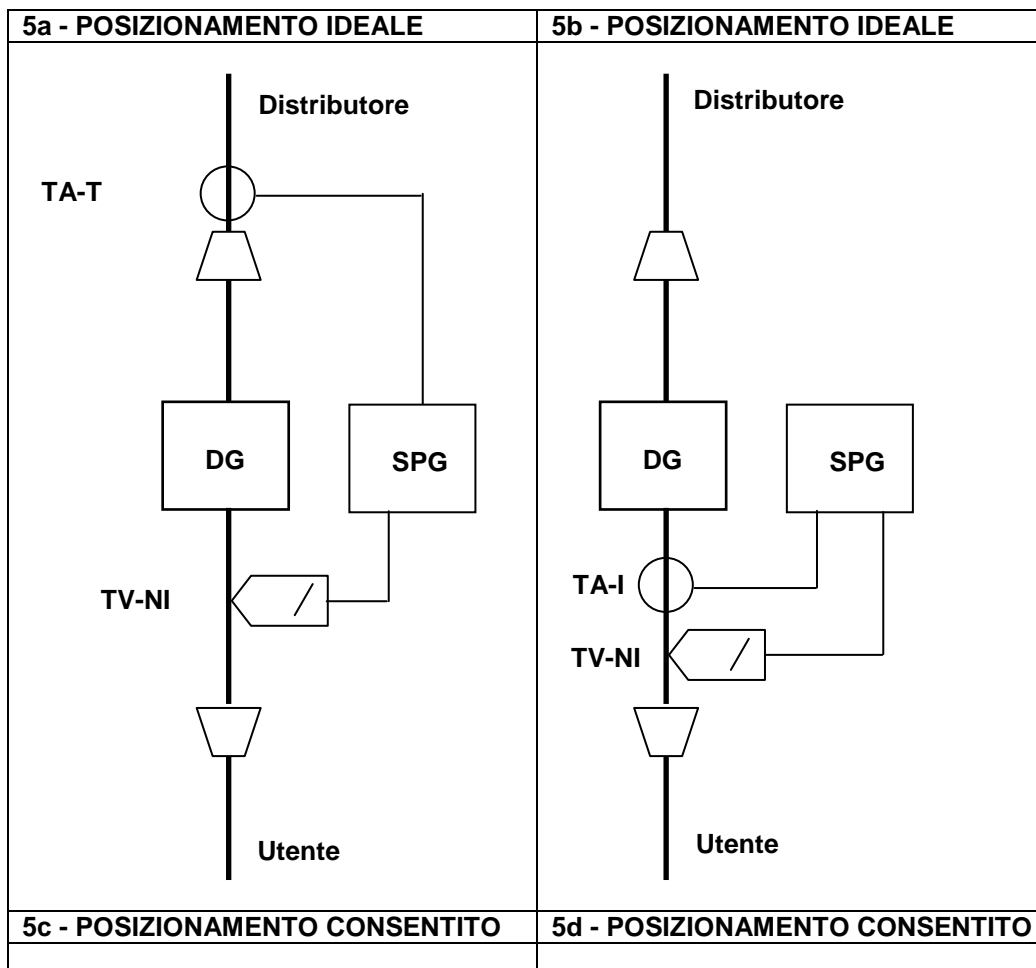 5a - POSIZIONAMENTO IDEALE
Distributore
TA-T
DG
SPG
TV-NI
Utente
5b - POSIZIONAMENTO IDEALE
Distributore
DG
SPG
TA-I
TV-NI
Utente
5c - POSIZIONAMENTO CONSENTITO
5d - POSIZIONAMENTO CONSENTITO